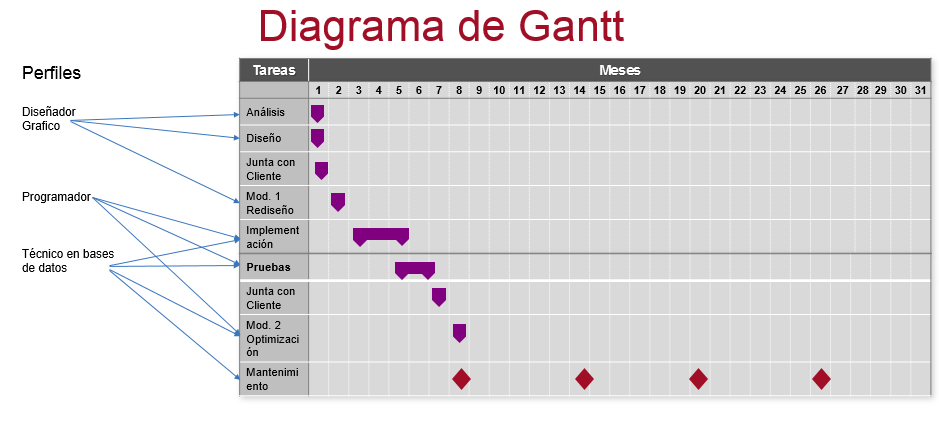 Diagrama de Gantt
Perfiles
Tareas Meses
1 2 3 4 5 6 7 8 9 10 11 12 13 14 15 16 17 18 19 20 21 22 23 24 25 26 27 28 29 30 31
Diseñador
Grafico
Programador
Técnico en bases
de datos
Análisis
Diseño
Junta con
Cliente
Mod. 1
Rediseño
Implement
ación
Pruebas
Junta con
Cliente
Mod. 2
Optimizaci
ón
Mantenimi
ento